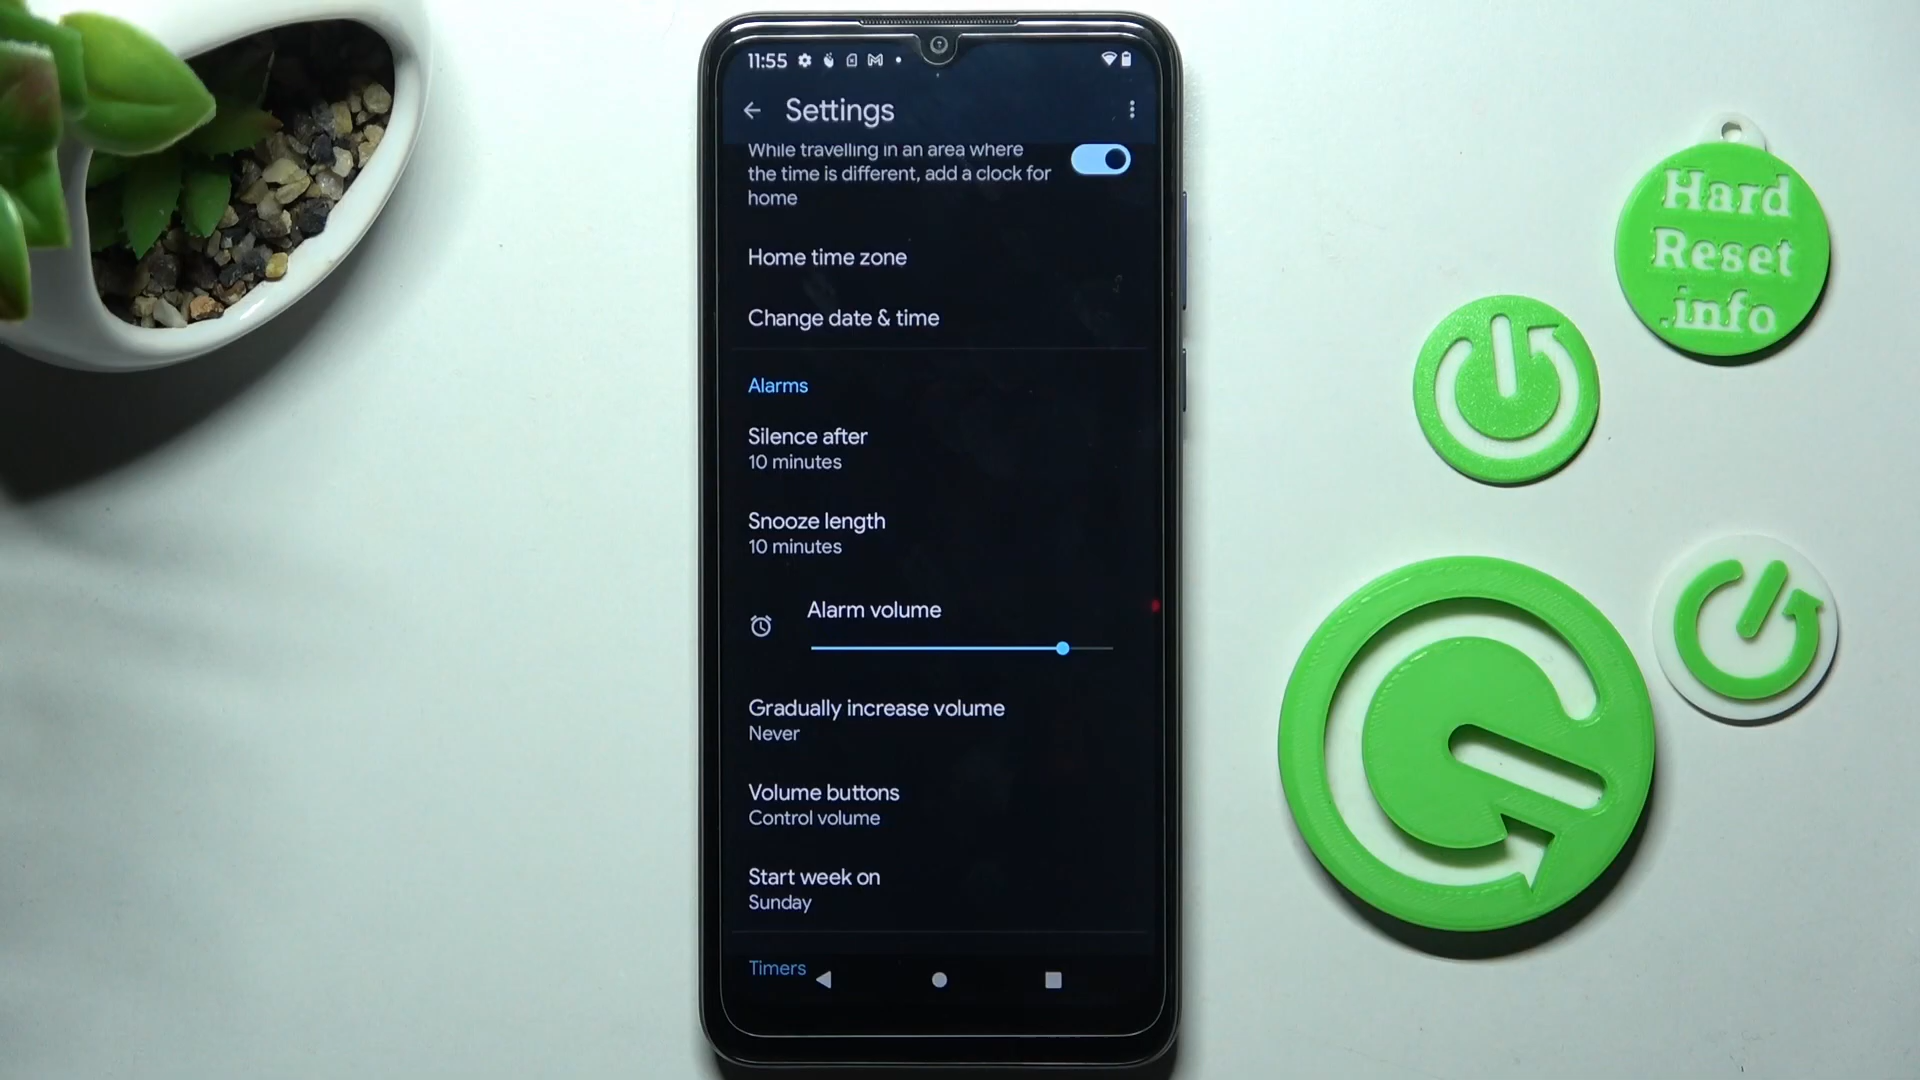 11:55
Settings
While travelling in an area where
the time is different, add a clock for
home
Home time zone
Change date & time
Alarms
Silence after
10 minutes
Snooze length
10 minutes
Alarm volume
Gradually increase volume
Never
Volume buttons
Control volume
Start week on
Sunday
Timers
Hard
Reset
.info